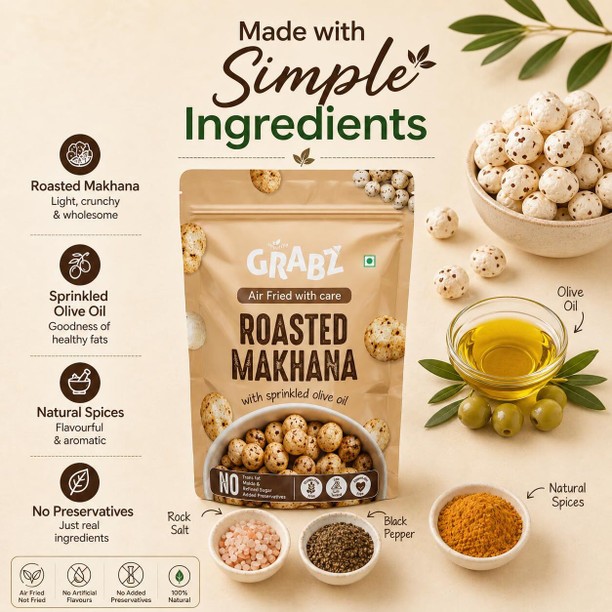 Made with
Simple
Ingredients
Roasted Makhana
Light, crunchy
& wholesome
Sprinkled
Olive Oil
Goodness of
healthy fats
Natural Spices
Flavourful
& aromatic
No Preservatives
Just real
ingredients
GRABZ
Air Fried with care
ROASTED
MAKHANA
with sprinkled olive oil
NO
Trans fat
Maida &
Refined Sugar
Added Preservatives
Olive
Oil
Rock
Salt
Black
Pepper
Natural
Spices
Air Fried
Not Fried
No Artificial
Flavours
No Added
Preservatives
100%
Natural